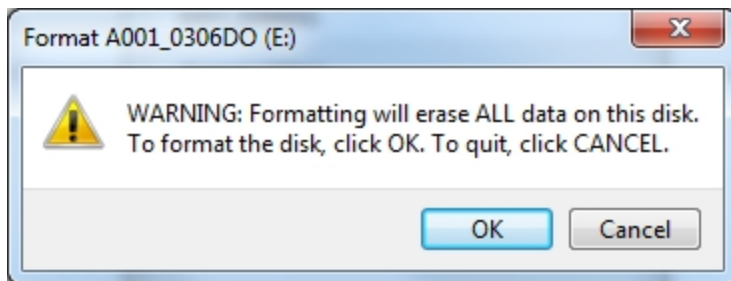 Format A001_0306DO (E:)
WARNING: Formatting will erase ALL data on this disk.
To format the disk, click OK. To quit, click CANCEL.
OK
Cancel